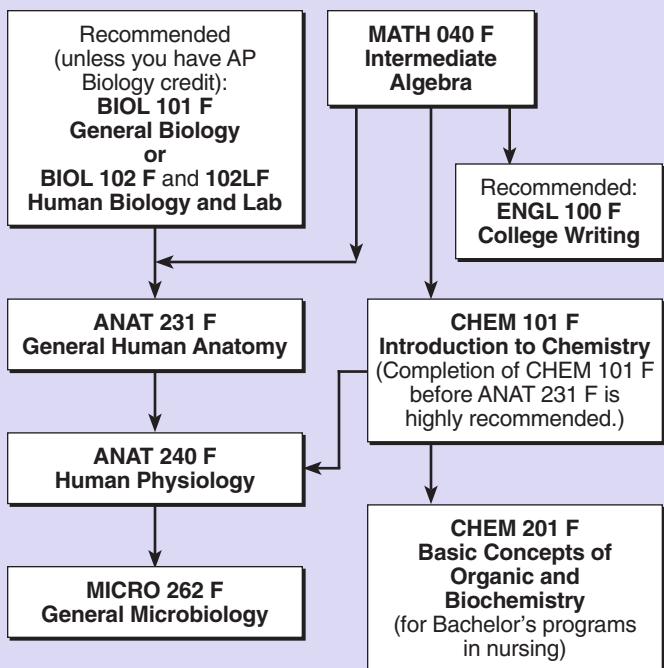 Recommended
(unless you have AP
Biology credit):
BIOL 101 F
General Biology
or
BIOL 102 F and 102LF
Human Biology and Lab
MATH 040 F
Intermediate
Algebra
Recommended:
ENGL 100 F
College Writing
ANAT 231 F
General Human Anatomy
CHEM 101 F
Introduction to Chemistry
(Completion of CHEM 101 F
before ANAT 231 F is
highly recommended.)
ANAT 240 F
Human Physiology
CHEM 201 F
Basic Concepts of
Organic and
Biochemistry
(for Bachelor’s programs
in nursing)
MICRO 262 F
General Microbiology